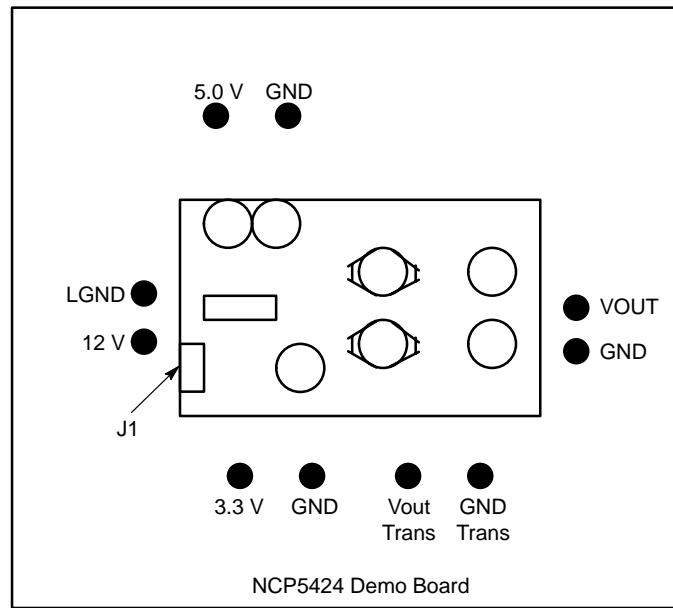 5.0 V GND
LGND
12 V
VOUT
GND
J1
3.3 V GND Vout Trans GND Trans
NCP5424 Demo Board